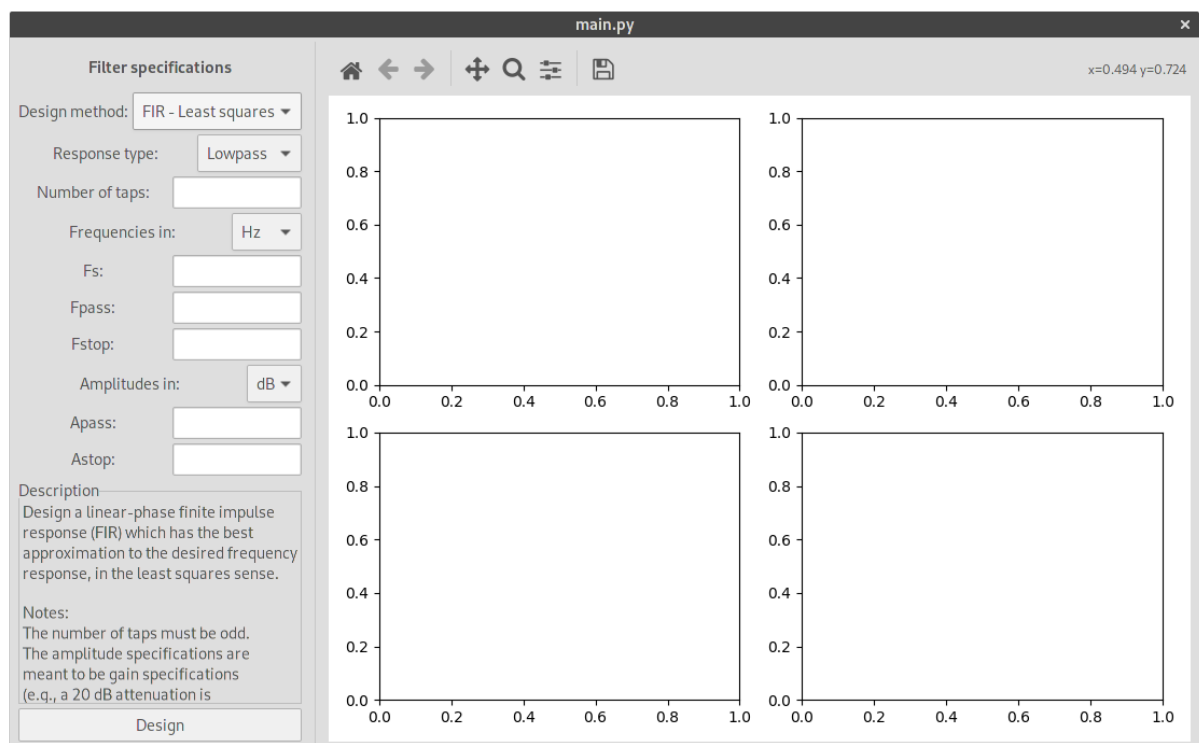 main.py
×
Filter specifications
Design method: FIR - Least squares
Response type: Lowpass
Number of taps:
Frequencies in: Hz
Fs:
Fpass:
Fstop:
Amplitudes in: dB
Apass:
Astop:
Description
Design a linear-phase finite impulse
response (FIR) which has the best
approximation to the desired frequency
response, in the least squares sense.
Notes:
The number of taps must be odd.
The amplitude specifications are
meant to be gain specifications
(e.g., a 20 dB attenuation is
Design
x=0.494 y=0.724
1.0
0.8
0.6
0.4
0.2
0.0
0.0 0.2 0.4 0.6 0.8 1.0
1.0
0.8
0.6
0.4
0.2
0.0
0.0 0.2 0.4 0.6 0.8 1.0
1.0
0.8
0.6
0.4
0.2
0.0
0.0 0.2 0.4 0.6 0.8 1.0
1.0
0.8
0.6
0.4
0.2
0.0
0.0 0.2 0.4 0.6 0.8 1.0